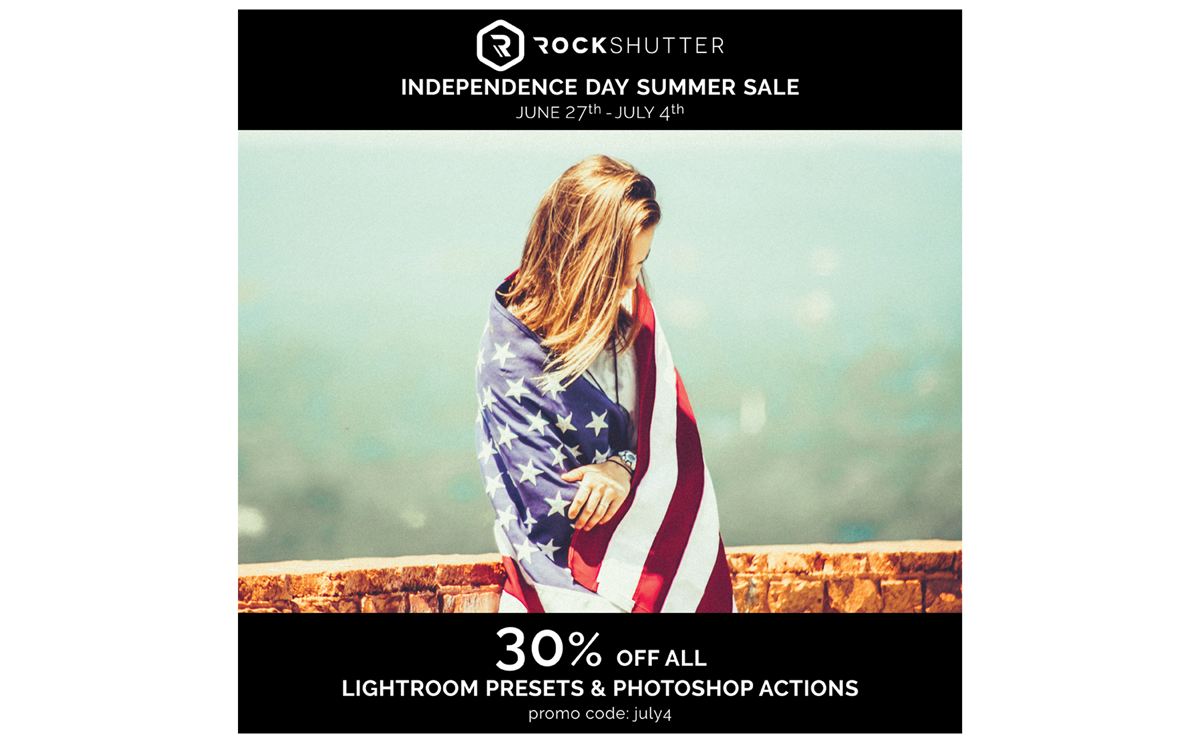 ROCKSHUTTER
INDEPENDENCE DAY SUMMER SALE
JUNE 27th - JULY 4th
30% OFF ALL
LIGHTROOM PRESETS & PHOTOSHOP ACTIONS
promo code: july4